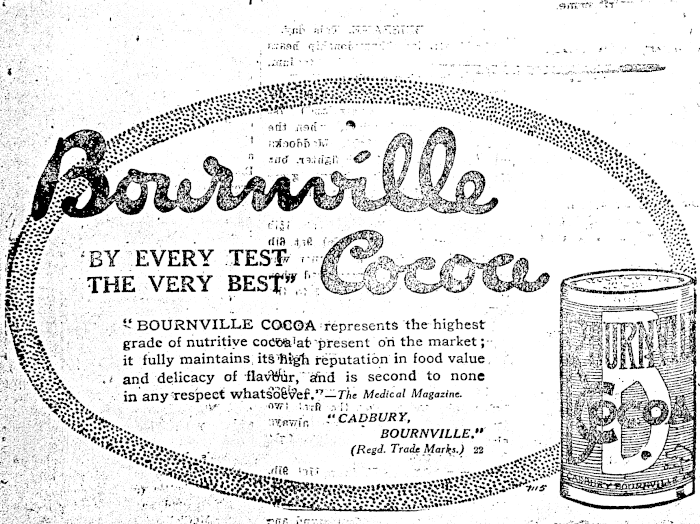 Bournville
'BY EVERY TEST
THE VERY BEST"
Cocoa
"BOURNVILLE COCOA represents the highest
grade of nutritive cocoa at present on the market;
it fully maintains its high reputation in food value
and delicacy of flavour, and is second to none
in any respect whatsoever."—The Medical Magazine.
"CADBURY,
BOURNVILLE."
(Regd. Trade Marks.) 22
COCOA
CADBURY BOURNVILLE
7115